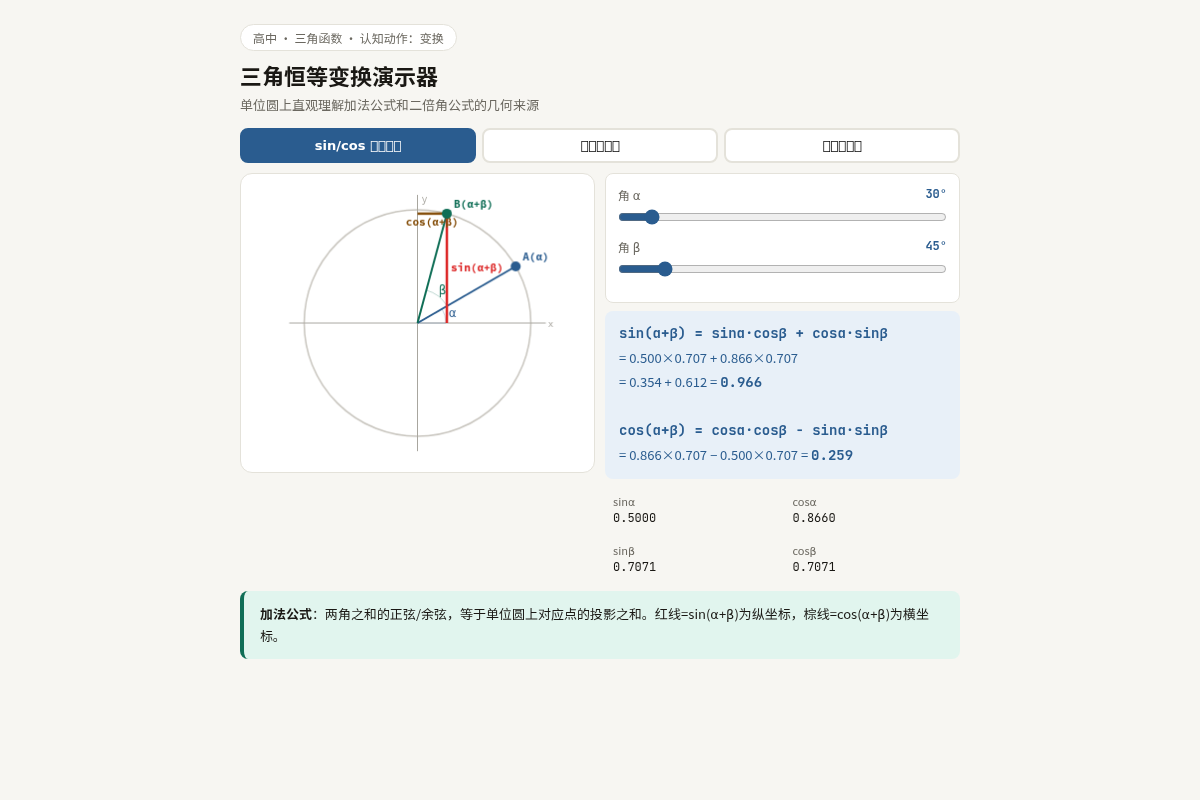 高中 · 三角函数 · 认知动作：变换
三角恒等变换演示器
单位圆上直观理解加法公式和二倍角公式的几何来源
sin/cos
y
B(α+β)
cos(α+β)
A(α)
sin(α+β)
β
α
x
角 α
30°
角 β
45°
sin(α+β) = sinα·cosβ + cosα·sinβ
= 0.500×0.707 + 0.866×0.707
= 0.354 + 0.612 = 0.966
cos(α+β) = cosα·cosβ - sinα·sinβ
= 0.866×0.707 − 0.500×0.707 = 0.259
sinα
cosα
0.5000
0.8660
sinβ
cosβ
0.7071
0.7071
加法公式：两角之和的正弦/余弦，等于单位圆上对应点的投影之和。红线=sin(α+β)为纵坐标，棕线=cos(α+β)为横坐
标。